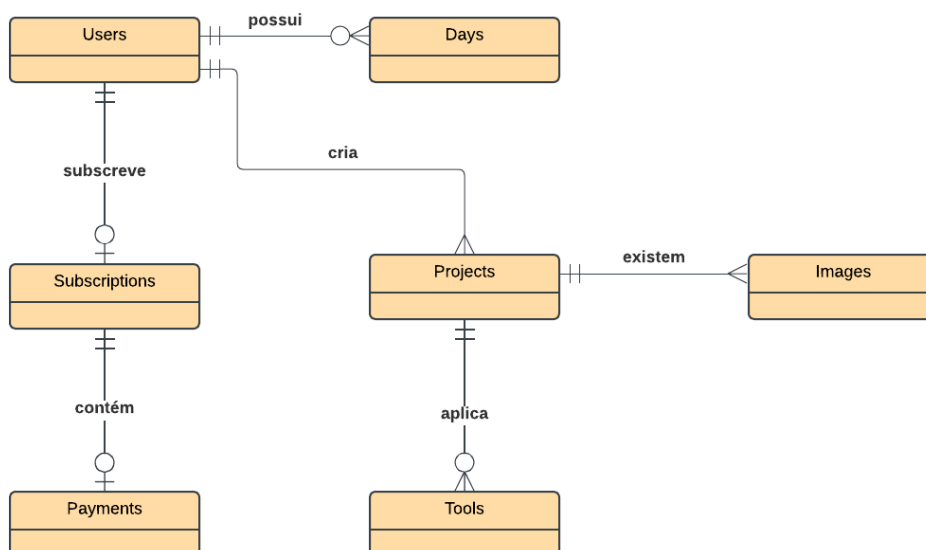 possui
Users
Days
cria
subscreve
existem
Projects
Images
Subscriptions
contém
aplica
Payments
Tools